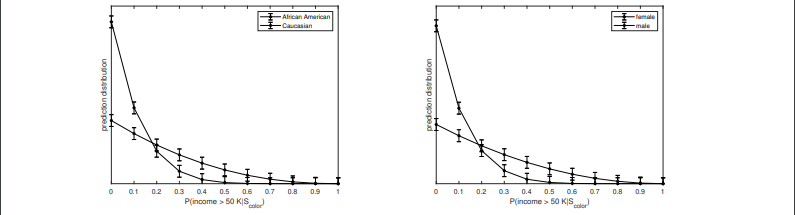 African American
Caucasian
prediction distribution
0 0.1 0.2 0.3 0.4 0.5 0.6 0.7 0.8 0.9 1
P(income > 50 K|S_color)
female
male
prediction distribution
0 0.1 0.2 0.3 0.4 0.5 0.6 0.7 0.8 0.9 1
P(income > 50 K|S_color)